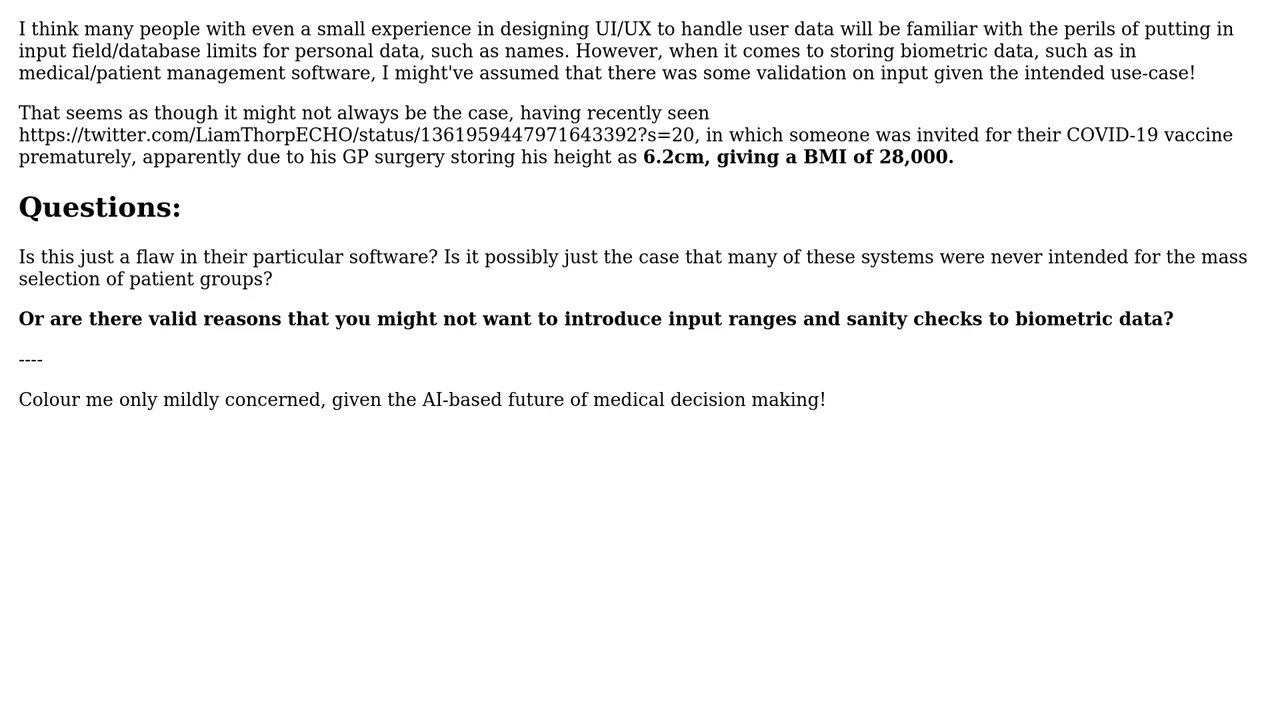 I think many people with even a small experience in designing UI/UX to handle user data will be familiar with the perils of putting in
input field/database limits for personal data, such as names. However, when it comes to storing biometric data, such as in
medical/patient management software, I might've assumed that there was some validation on input given the intended use-case!
That seems as though it might not always be the case, having recently seen
https://twitter.com/LiamThorpECHO/status/1361959447971643392?s=20, in which someone was invited for their COVID-19 vaccine
prematurely, apparently due to his GP surgery storing his height as 6.2cm, giving a BMI of 28,000.
Questions:
Is this just a flaw in their particular software? Is it possibly just the case that many of these systems were never intended for the mass
selection of patient groups?
Or are there valid reasons that you might not want to introduce input ranges and sanity checks to biometric data?
----
Colour me only mildly concerned, given the AI-based future of medical decision making!